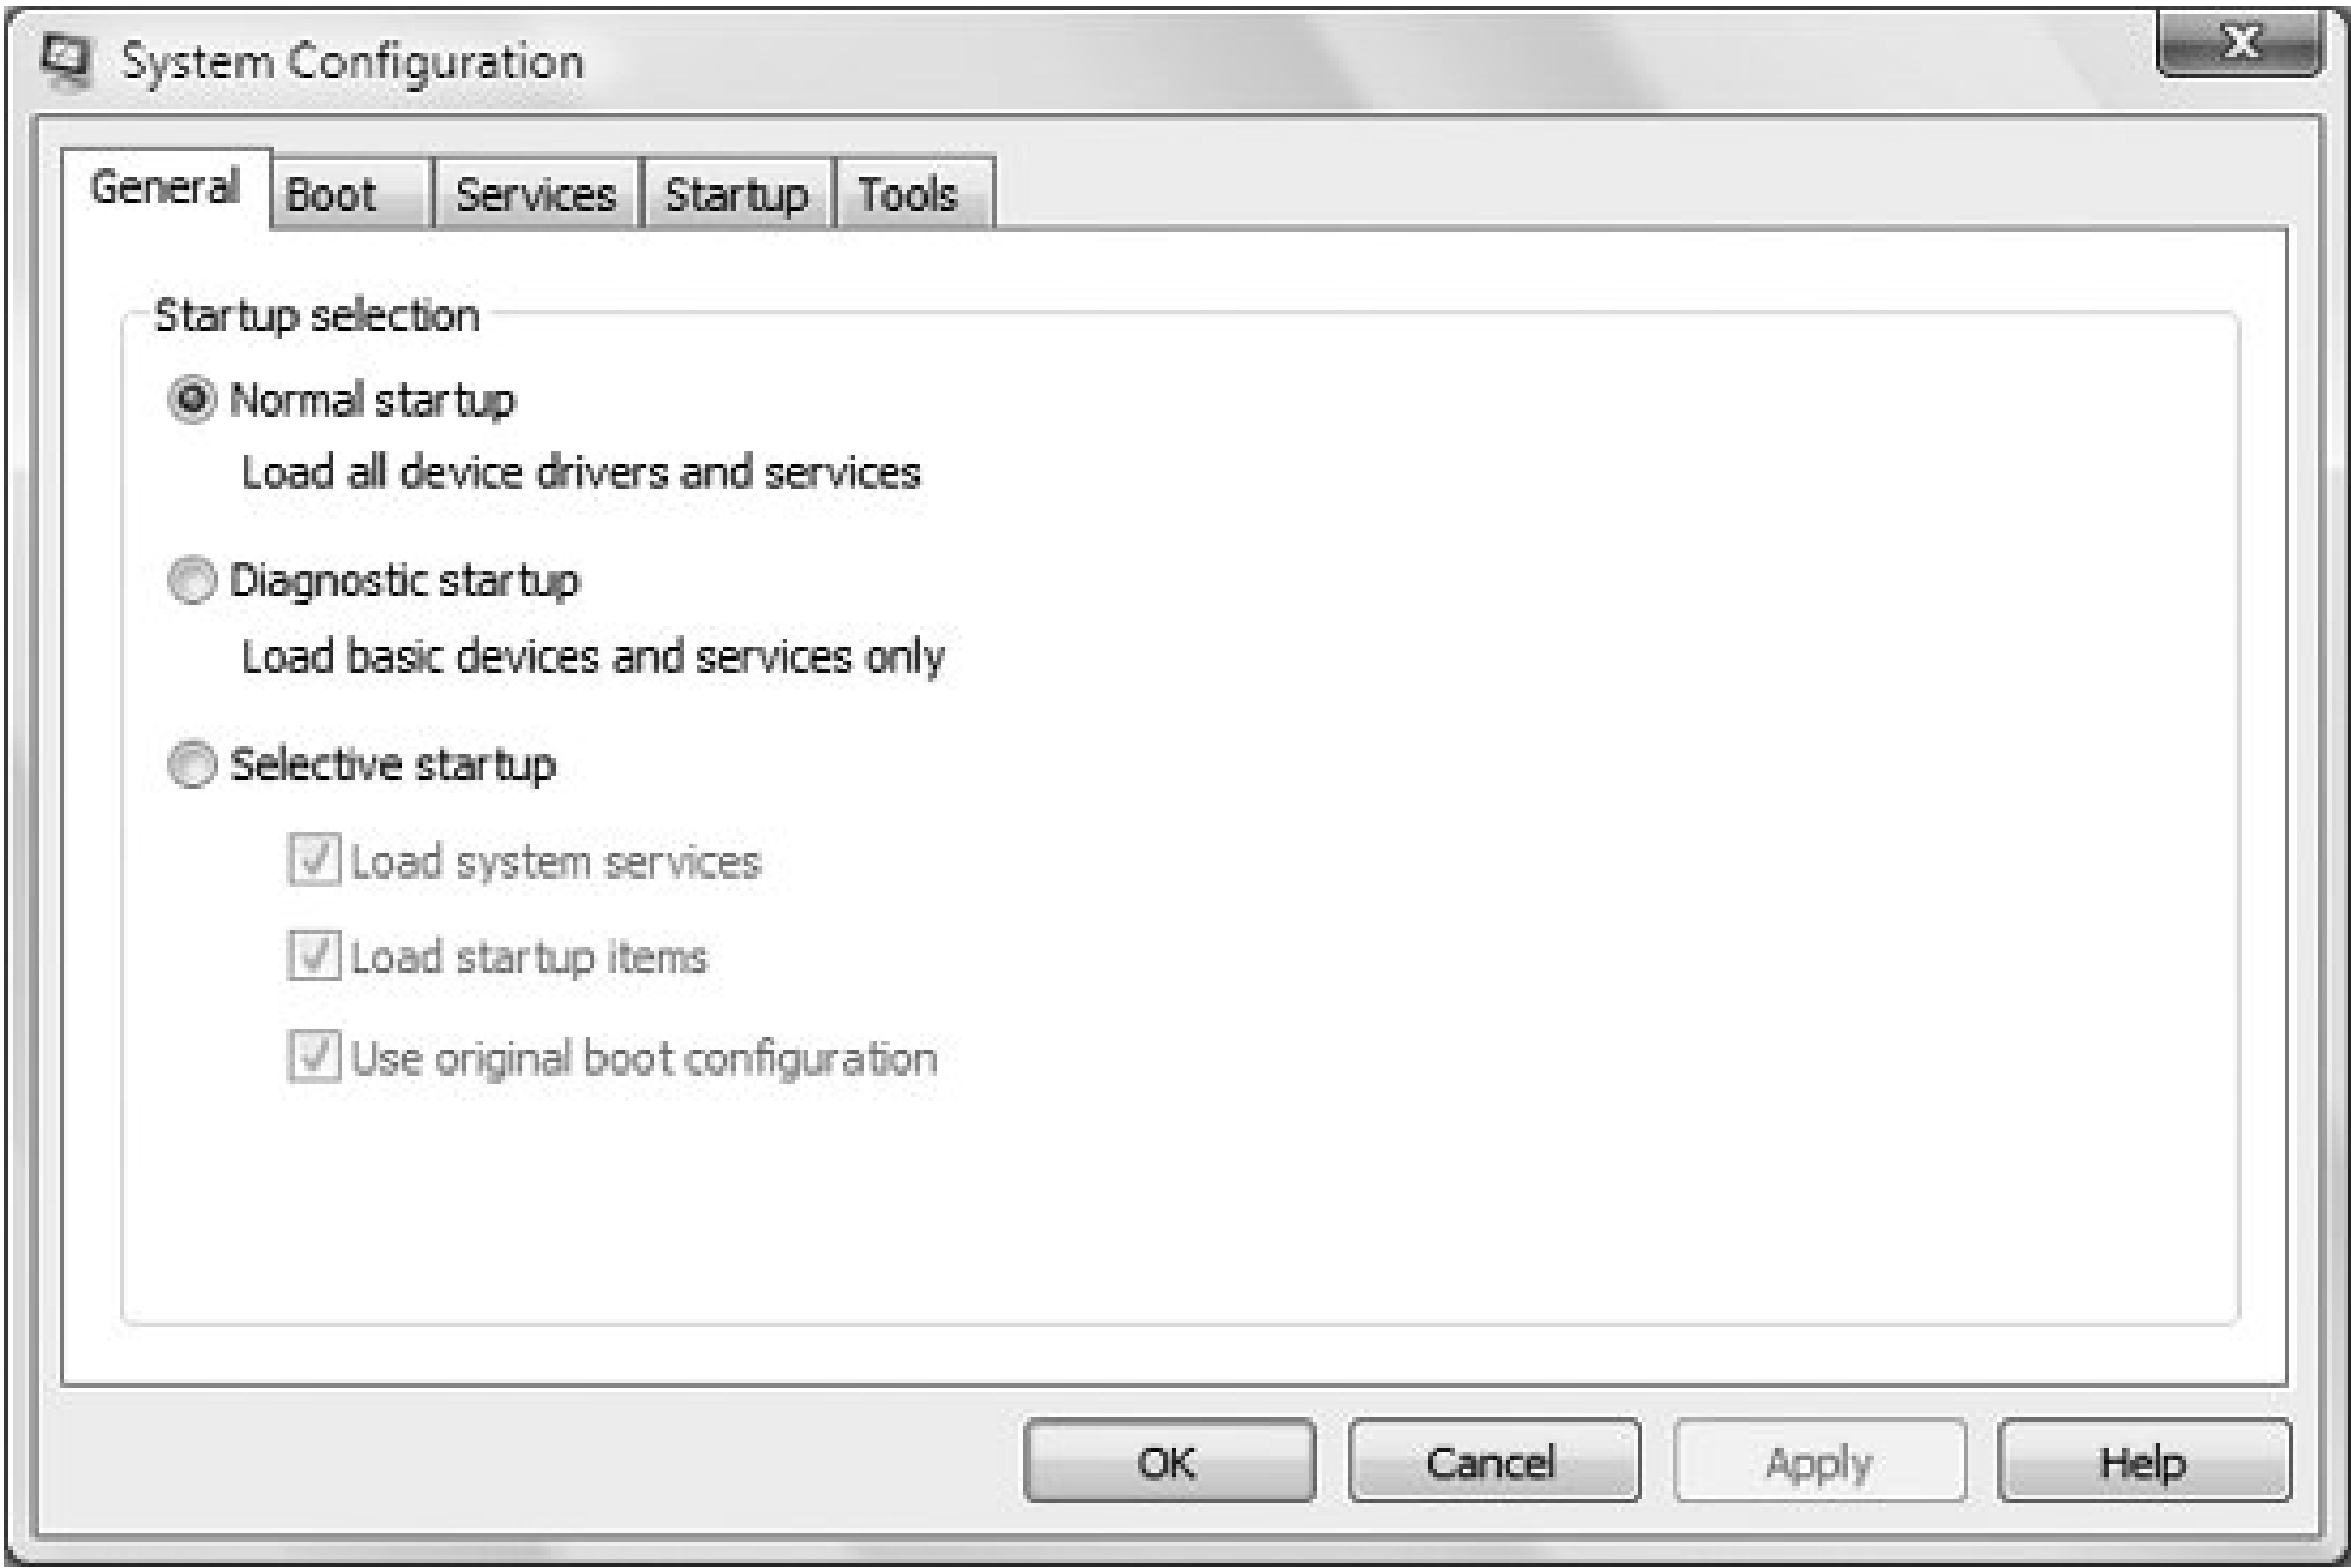 System Configuration
General Boot Services Startup Tools
Startup selection
Normal startup
Load all device drivers and services
Diagnostic startup
Load basic devices and services only
Selective startup
Load system services
Load startup items
Use original boot configuration
OK Cancel Apply Help